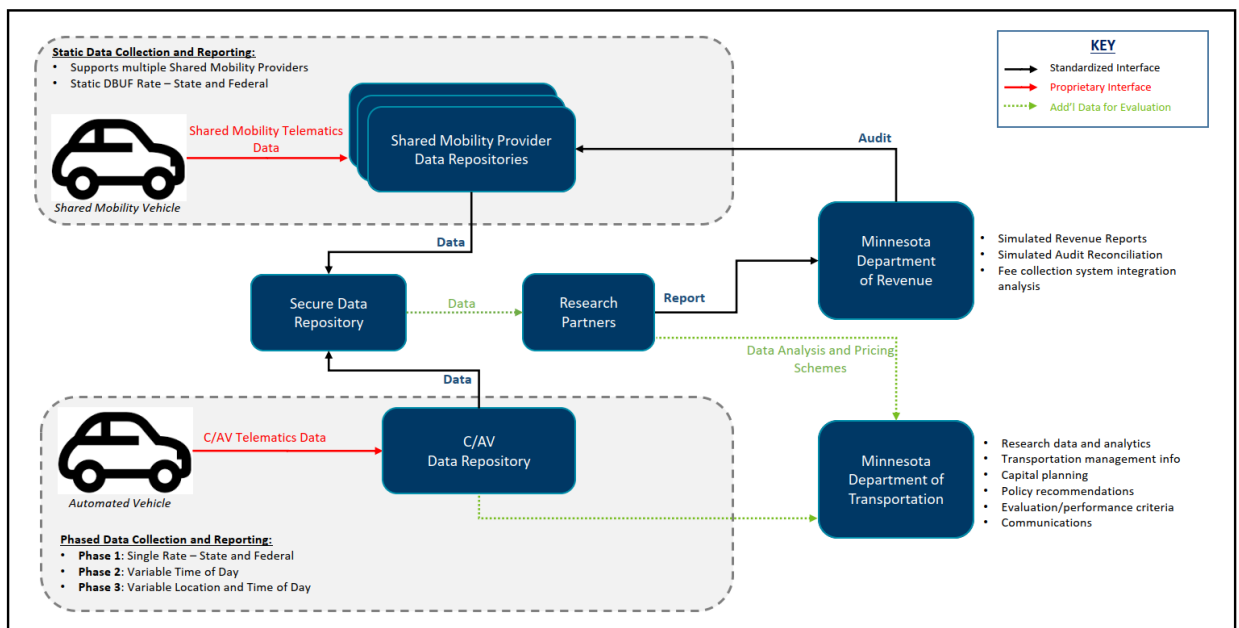 Static Data Collection and Reporting:
• Supports multiple Shared Mobility Providers
• Static DBUF Rate – State and Federal
Shared Mobility Telematics
Data
Shared Mobility Vehicle
Shared Mobility Provider
Data Repositories
KEY
Standardized Interface
Proprietary Interface
Add'l Data for Evaluation
Audit
Data
Minnesota
Department
of Revenue
• Simulated Revenue Reports
• Simulated Audit Reconciliation
• Fee collection system integration
analysis
Secure Data
Repository
Data
Research
Partners
Report
Data Analysis and Pricing
Schemes
Data
C/AV Telematics Data
Automated Vehicle
C/AV
Data Repository
Minnesota
Department of
Transportation
• Research data and analytics
• Transportation management info
• Capital planning
• Policy recommendations
• Evaluation/performance criteria
• Communications
Phased Data Collection and Reporting:
• Phase 1: Single Rate – State and Federal
• Phase 2: Variable Time of Day
• Phase 3: Variable Location and Time of Day